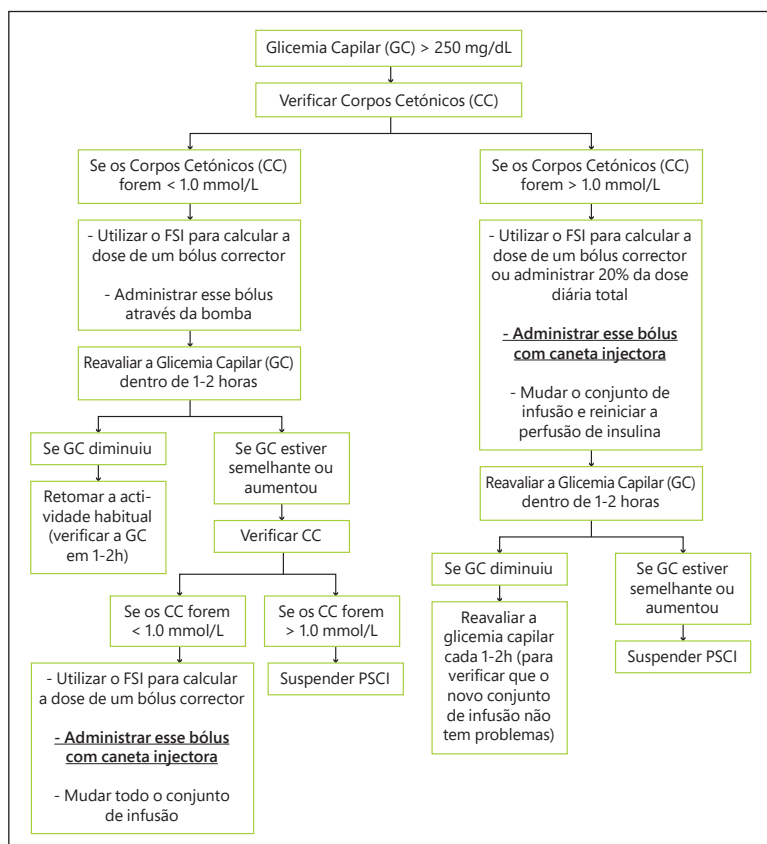 Glicemia Capilar (GC) > 250 mg/dL
Verificar Corpos Cetónicos (CC)
Se os Corpos Cetónicos (CC)
forem < 1.0 mmol/L
- Utilizar o FSI para calcular a
dose de um bólus corrector
- Administrar esse bólus
através da bomba
Reavaliar a Glicemia Capilar (GC)
dentro de 1-2 horas
Se GC diminuiu
Retomar a acti-
vidade habitual
(verificar a GC
em 1-2h)
Se GC estiver
semelhante ou
aumentou
Verificar CC
Se os CC forem
< 1.0 mmol/L
- Utilizar o FSI para calcular
a dose de um bólus corrector
- Administrar esse bólus
com caneta injectora
- Mudar todo o conjunto
de infusão
Se os CC forem
> 1.0 mmol/L
Suspender PSCI
Se os Corpos Cetónicos (CC)
forem > 1.0 mmol/L
- Utilizar o FSI para calcular a
dose de um bólus corrector
ou administrar 20% da dose
diária total
- Administrar esse bólus
com caneta injectora
- Mudar o conjunto de
infusão e reiniciar a
perfusão de insulina
Reavaliar a Glicemia Capilar (GC)
dentro de 1-2 horas
Se GC diminuiu
Reavaliar a
glicemia capilar
cada 1-2h (para
verificar que o
novo conjunto
de infusão não
tem problemas)
Se GC estiver
semelhante ou
aumentou
Suspender PSCI